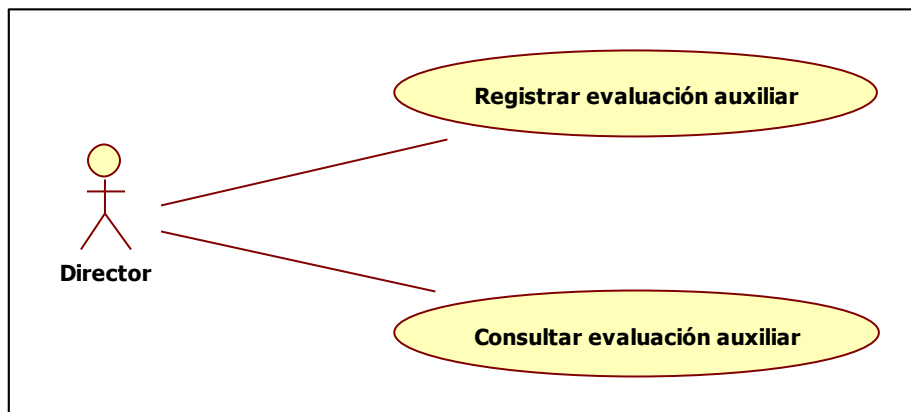 Registrar evaluación auxiliar
Director
Consultar evaluación auxiliar